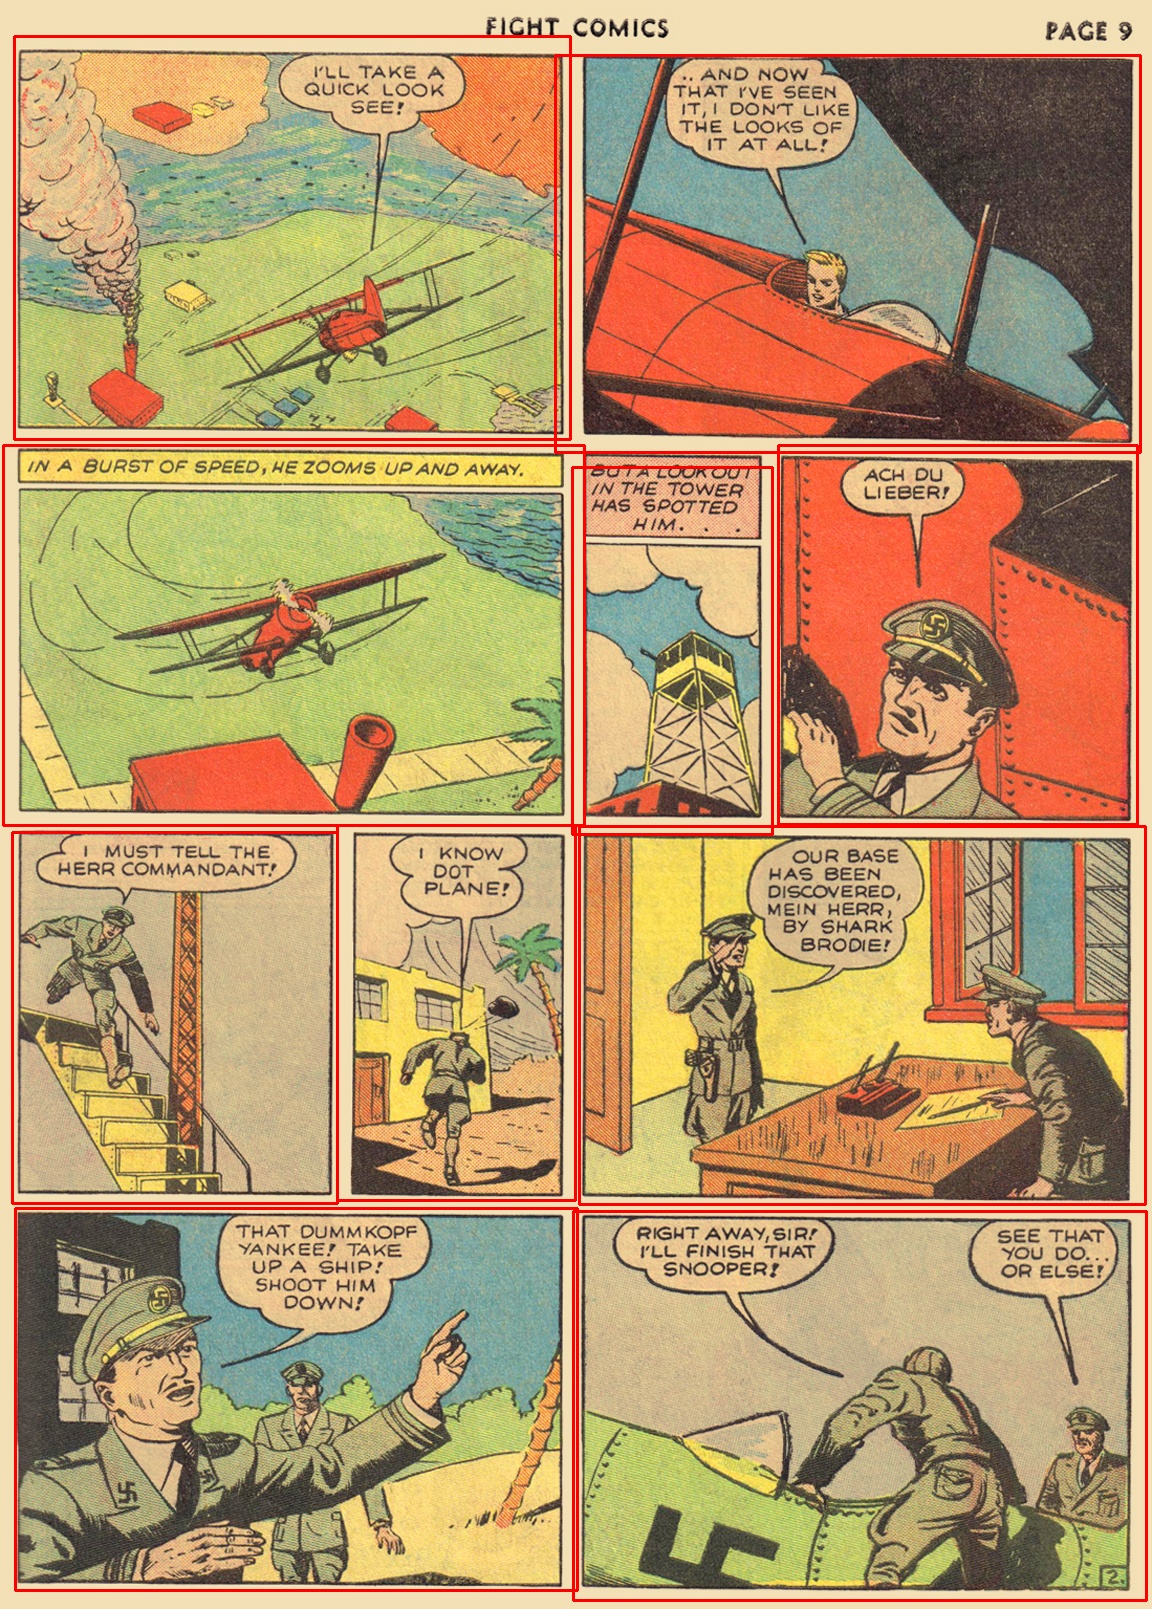 FIGHT COMICS
PAGE 9
I'LL TAKE A
QUICK LOOK
SEE!
.. AND NOW
THAT I'VE SEEN
IT, I DON'T LIKE
THE LOOKS OF
IT AT ALL!
IN A BURST OF SPEED, HE ZOOMS UP AND AWAY.
BUT A LOOKOUT
IN THE TOWER
HAS SPOTTED
HIM. . .
ACH DU
LIEBER!
I MUST TELL THE
HERR COMMANDANT!
I KNOW
DOT
PLANE!
OUR BASE
HAS BEEN
DISCOVERED,
MEIN HERR,
BY SHARK
BRODIE!
THAT DUMMKOPF
YANKEE! TAKE
UP A SHIP!
SHOOT HIM
DOWN!
RIGHT AWAY, SIR!
I'LL FINISH THAT
SNOOPER!
SEE THAT
YOU DO...
OR ELSE!
2.